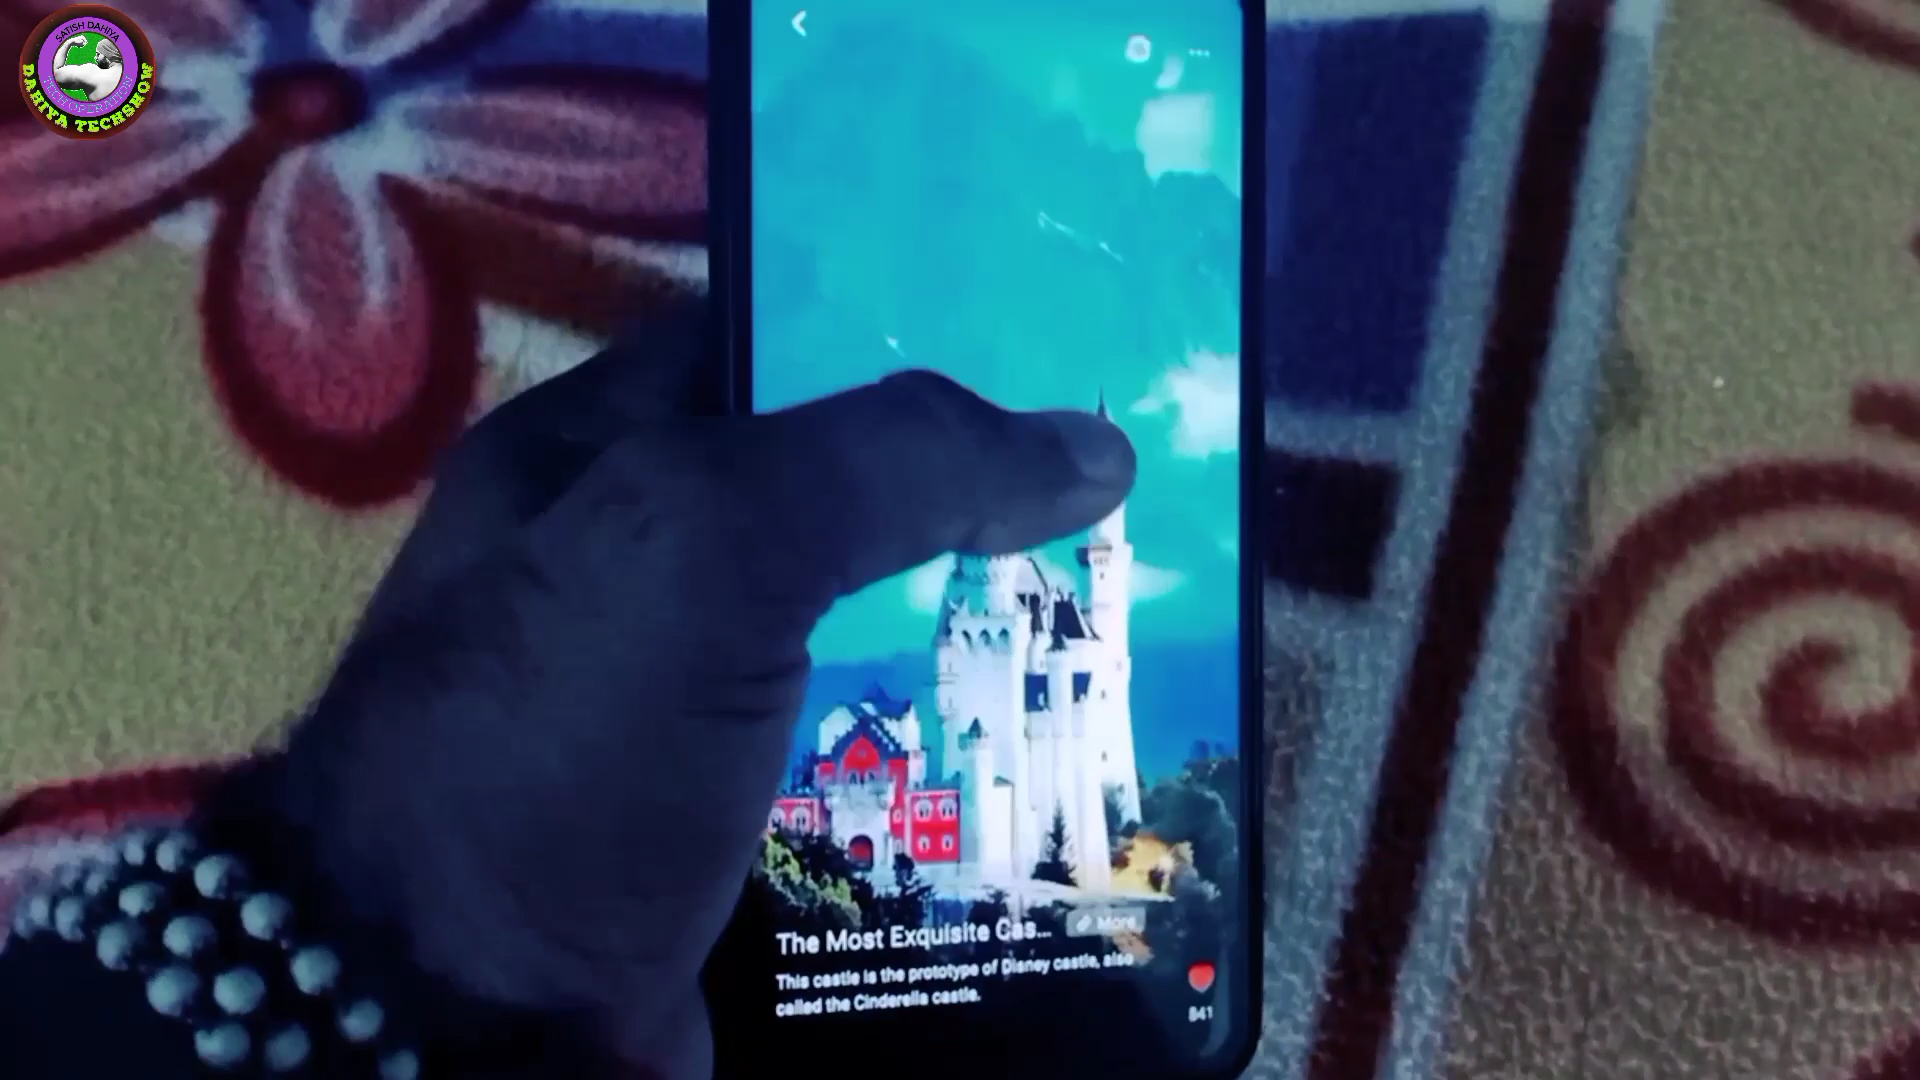 SATISH DAHIYA
TECHOPERATION
DAHIYA TECHSHOW
The Most Exquisite Cas...
More
This castle is the prototype of Disney castle, also
called the Cinderella castle.
841